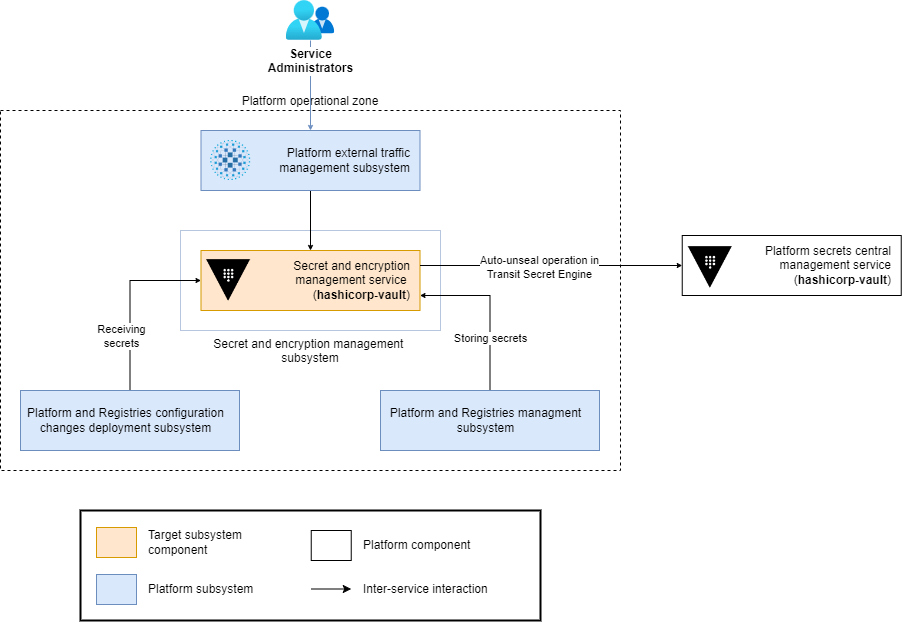 Service
Administrators
Platform operational zone
Platform external traffic
management subsystem
Secret and encryption
management service
(hashicorp-vault)
Auto-unseal operation in
Transit Secret Engine
Platform secrets central
management service
(hashicorp-vault)
Receiving
secrets
Secret and encryption management
subsystem
Storing secrets
Platform and Registries configuration
changes deployment subsystem
Platform and Registries managment
subsystem
Target subsystem
component
Platform component
Platform subsystem
Inter-service interaction